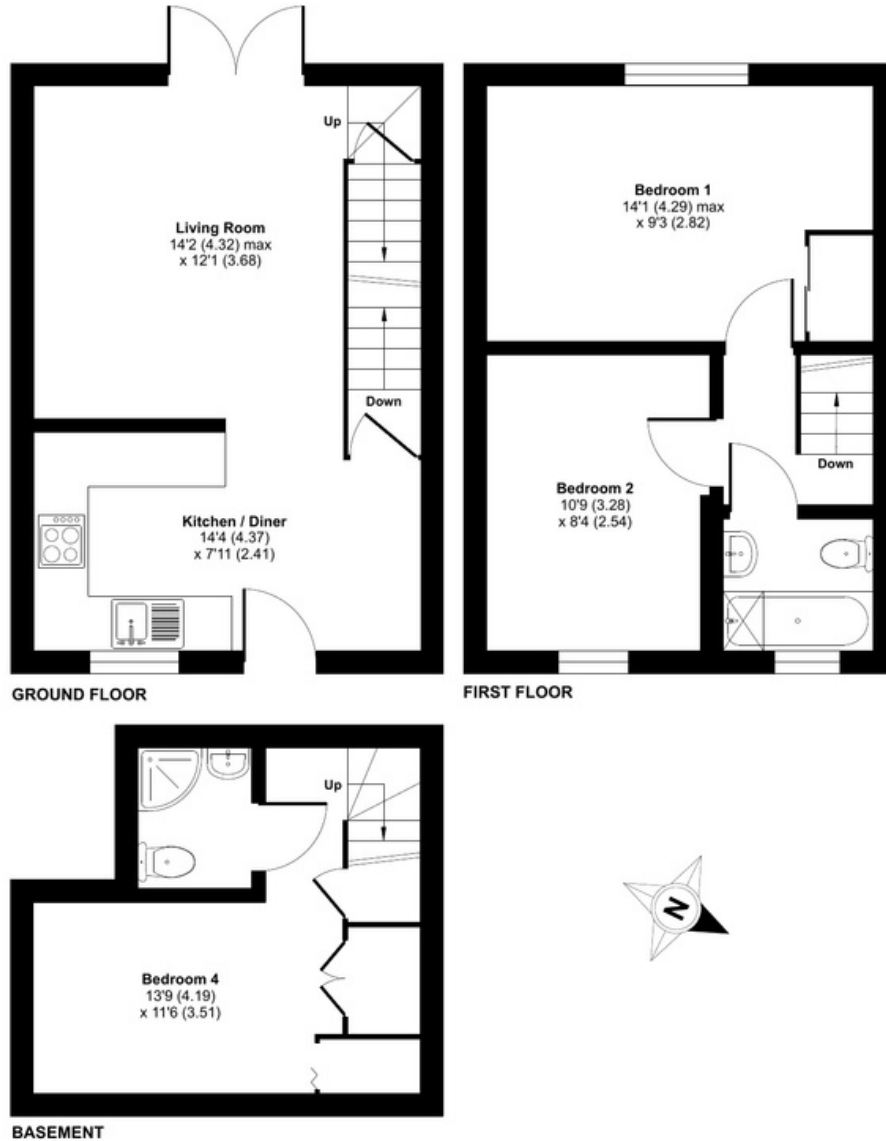 Up
Living Room
14'2 (4.32) max
x 12'1 (3.68)
Down
Kitchen / Diner
14'4 (4.37)
x 7'11 (2.41)
GROUND FLOOR
Bedroom 1
14'1 (4.29) max
x 9'3 (2.82)
Bedroom 2
10'9 (3.28)
x 8'4 (2.54)
Down
FIRST FLOOR
Up
Bedroom 4
13'9 (4.19)
x 11'6 (3.51)
BASEMENT
N